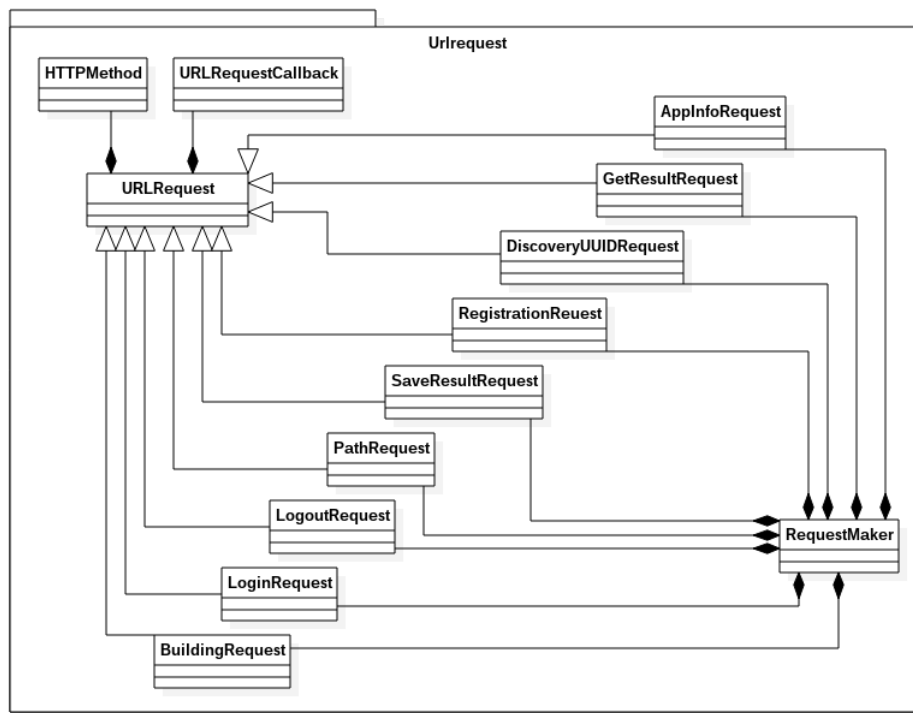 Urlrequest
HTTPMethod
URLRequestCallback
AppInfoRequest
URLRequest
GetResultRequest
DiscoveryUUIDRequest
RegistrationReuest
SaveResultRequest
PathRequest
LogoutRequest
RequestMaker
LoginRequest
BuildingRequest